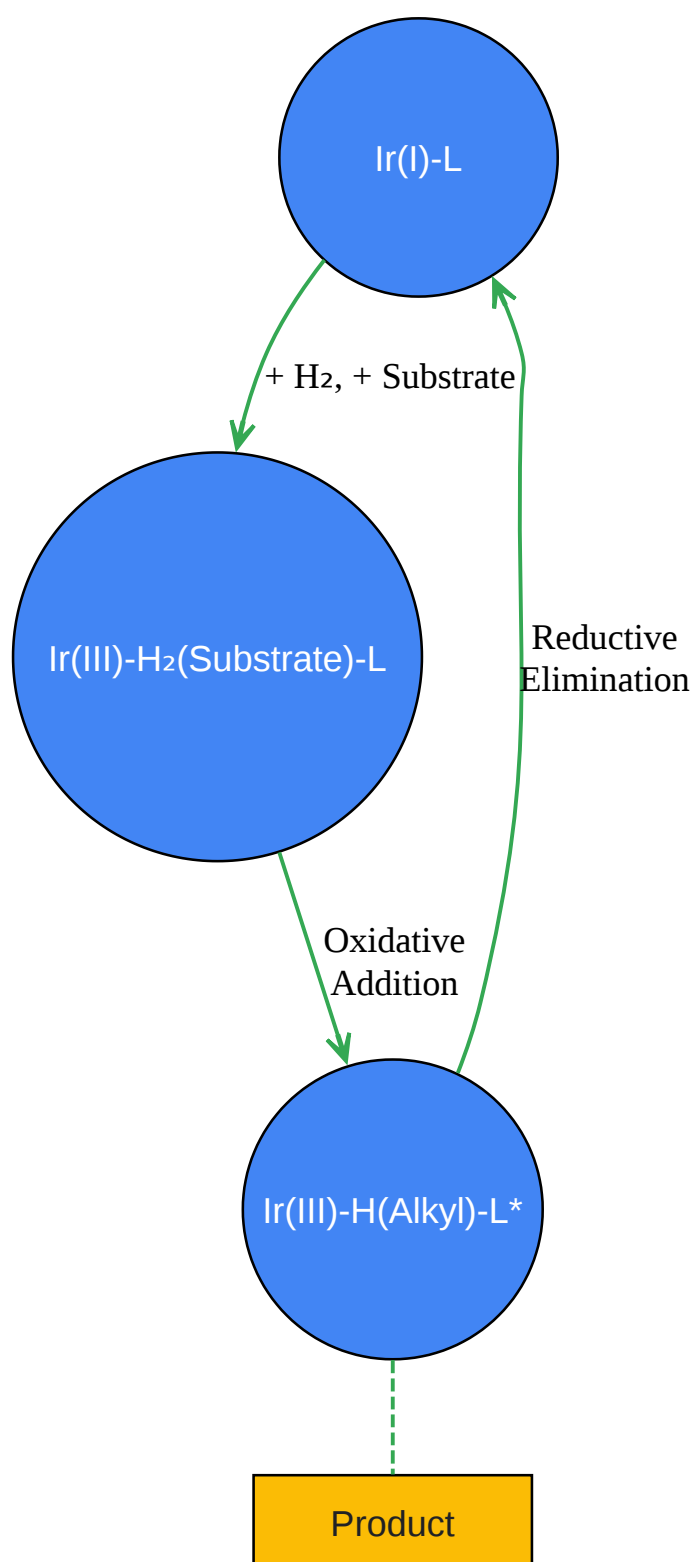 Ir(I)-L
+ H₂, + Substrate
Ir(III)-H₂(Substrate)-L
Reductive
Elimination
Oxidative
Addition
Ir(III)-H(Alkyl)-L*
Product